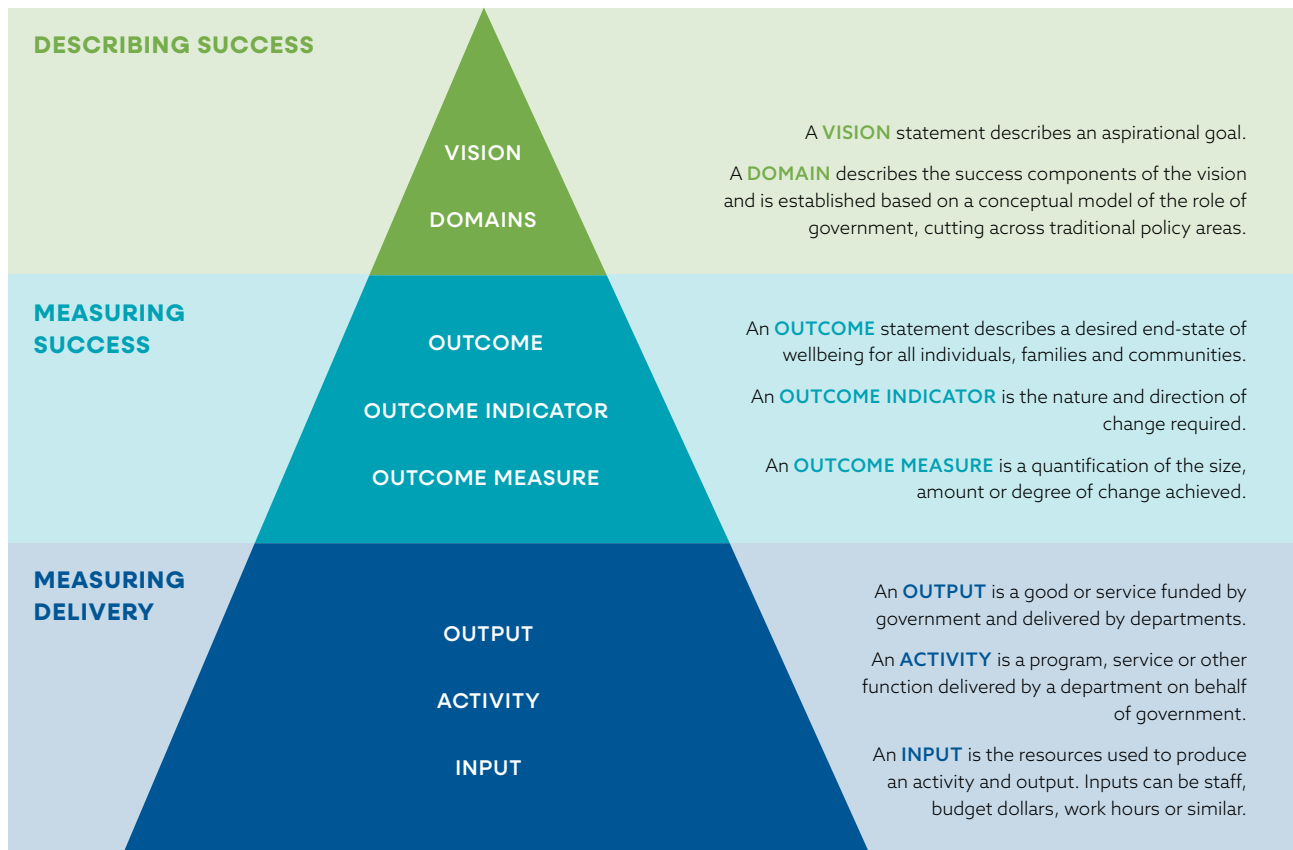 DESCRIBING SUCCESS
VISION
DOMAINS
A VISION statement describes an aspirational goal.
A DOMAIN describes the success components of the vision
and is established based on a conceptual model of the role of
government, cutting across traditional policy areas.
MEASURING
SUCCESS
OUTCOME
OUTCOME INDICATOR
OUTCOME MEASURE
An OUTCOME statement describes a desired end-state of
wellbeing for all individuals, families and communities.
An OUTCOME INDICATOR is the nature and direction of
change required.
An OUTCOME MEASURE is a quantification of the size,
amount or degree of change achieved.
MEASURING
DELIVERY
OUTPUT
ACTIVITY
INPUT
An OUTPUT is a good or service funded by
government and delivered by departments.
An ACTIVITY is a program, service or other
function delivered by a department on behalf
of government.
An INPUT is the resources used to produce
an activity and output. Inputs can be staff,
budget dollars, work hours or similar.